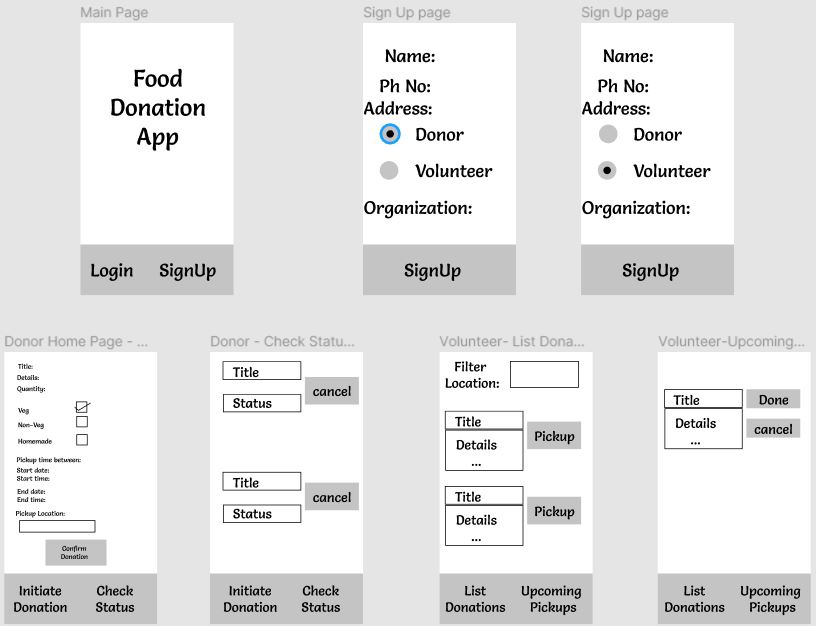 Main Page
Food
Donation
App
Login SignUp
Sign Up page
Name:
Ph No:
Address:
Donor
Volunteer
Organization:
SignUp
Sign Up page
Name:
Ph No:
Address:
Donor
Volunteer
Organization:
SignUp
Donor Home Page - ...
Title:
Details:
Quantity:
Veg
Non-Veg
Homemade
Pickup time between:
Start date:
Start time:
End date:
End time:
Pickup Location:
Confirm
Donation
Initiate
Donation
Check
Status
Donor - Check Statu...
Title
cancel
Status
Title
cancel
Status
Initiate
Donation
Check
Status
Volunteer- List Dona...
Filter
Location:
Title
Pickup
Details
...
Title
Pickup
Details
...
List
Donations
Upcoming
Pickups
Volunteer-Upcoming...
Title
Done
Details
...
cancel
List
Donations
Upcoming
Pickups